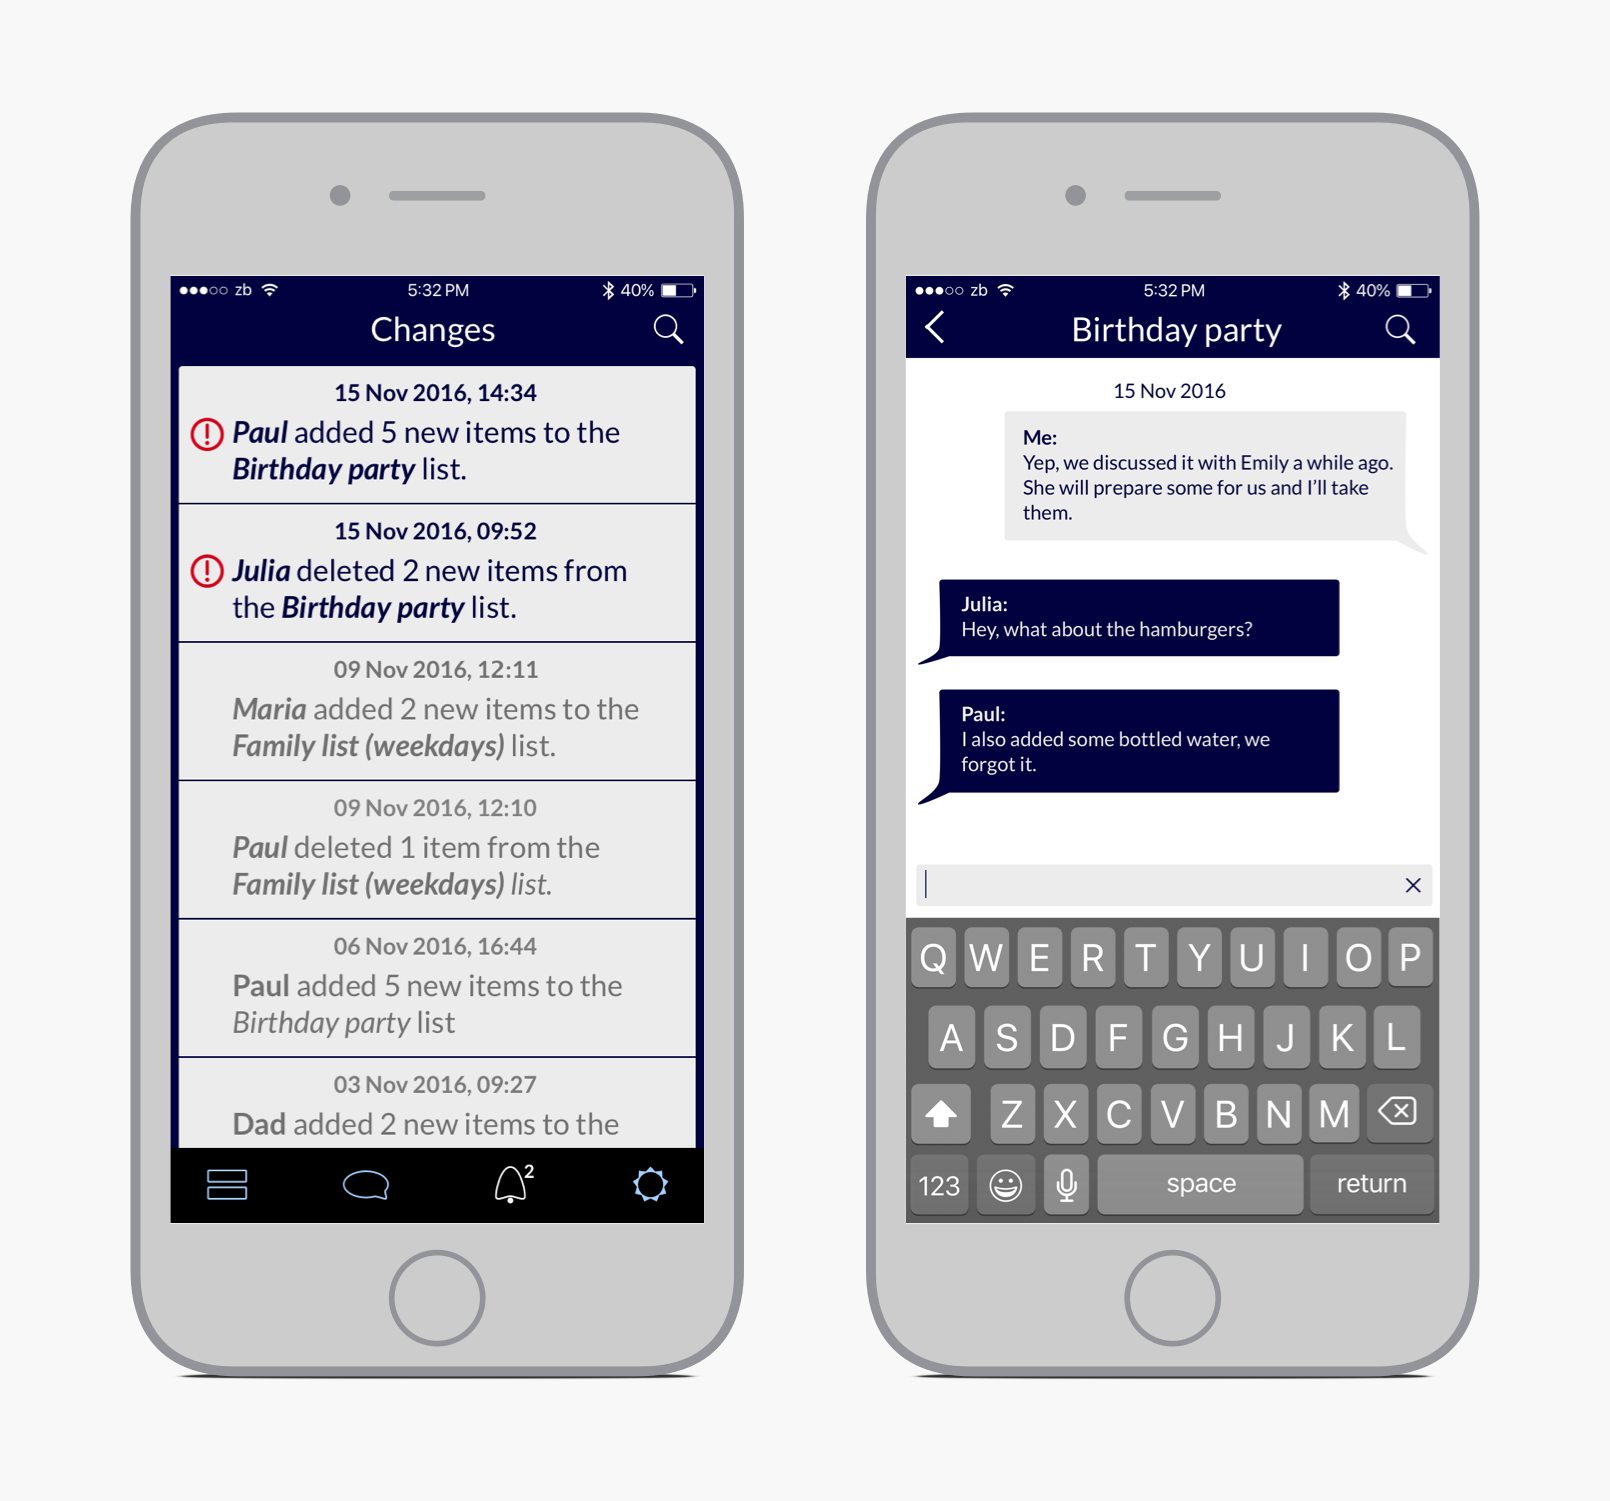 zb 5:32 PM 40%
Changes
15 Nov 2016, 14:34
Paul added 5 new items to the
Birthday party list.
15 Nov 2016, 09:52
Julia deleted 2 new items from
the Birthday party list.
09 Nov 2016, 12:11
Maria added 2 new items to the
Family list (weekdays) list.
09 Nov 2016, 12:10
Paul deleted 1 item from the
Family list (weekdays) list.
06 Nov 2016, 16:44
Paul added 5 new items to the
Birthday party list
03 Nov 2016, 09:27
Dad added 2 new items to the
2
zb 5:32 PM 40%
Birthday party
15 Nov 2016
Me:
Yep, we discussed it with Emily a while ago.
She will prepare some for us and I’ll take
them.
Julia:
Hey, what about the hamburgers?
Paul:
I also added some bottled water, we
forgot it.
Q W E R T Y U I O P
A S D F G H J K L
Z X C V B N M
123 space return